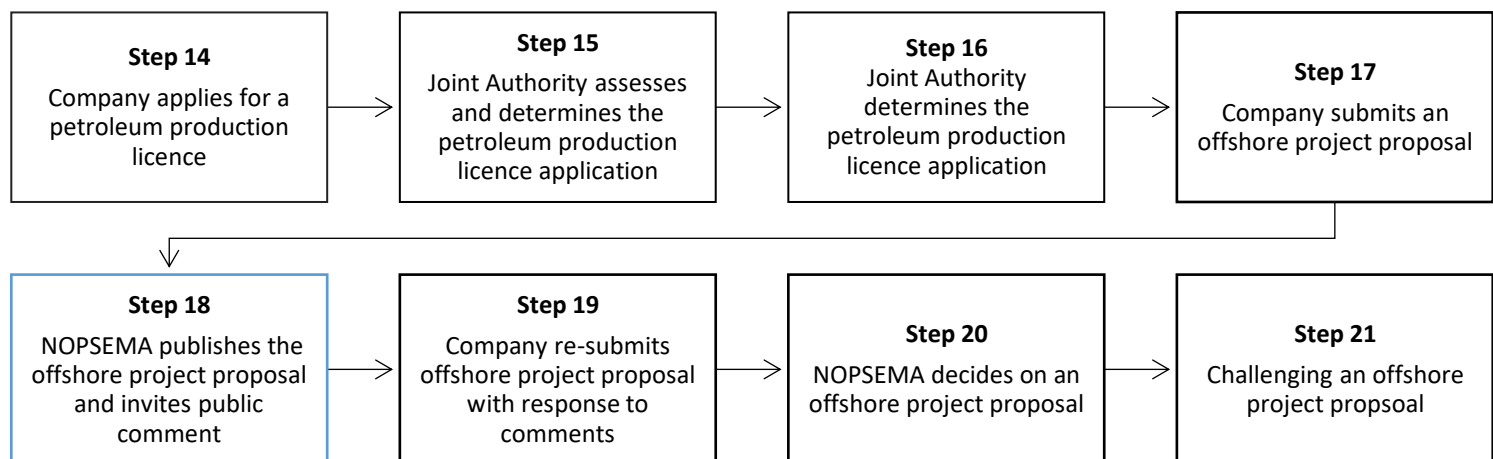 Step 14
Company applies for a
petroleum production
licence
Step 15
Joint Authority assesses
and determines the
petroleum production
licence application
Step 16
Joint Authority
determines the
petroleum production
licence application
Step 17
Company submits an
offshore project proposal
Step 18
NOPSEMA publishes the
offshore project proposal
and invites public
comment
Step 19
Company re-submits
offshore project proposal
with response to
comments
Step 20
NOPSEMA decides on an
offshore project proposal
Step 21
Challenging an offshore
project propsoal